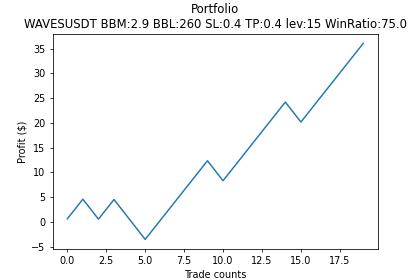 Portfolio
WAVESUSDT BBM:2.9 BBL:260 SL:0.4 TP:0.4 lev:15 WinRatio:75.0
Profit ($)
35
30
25
20
15
10
5
0
−5
0.0 2.5 5.0 7.5 10.0 12.5 15.0 17.5
Trade counts